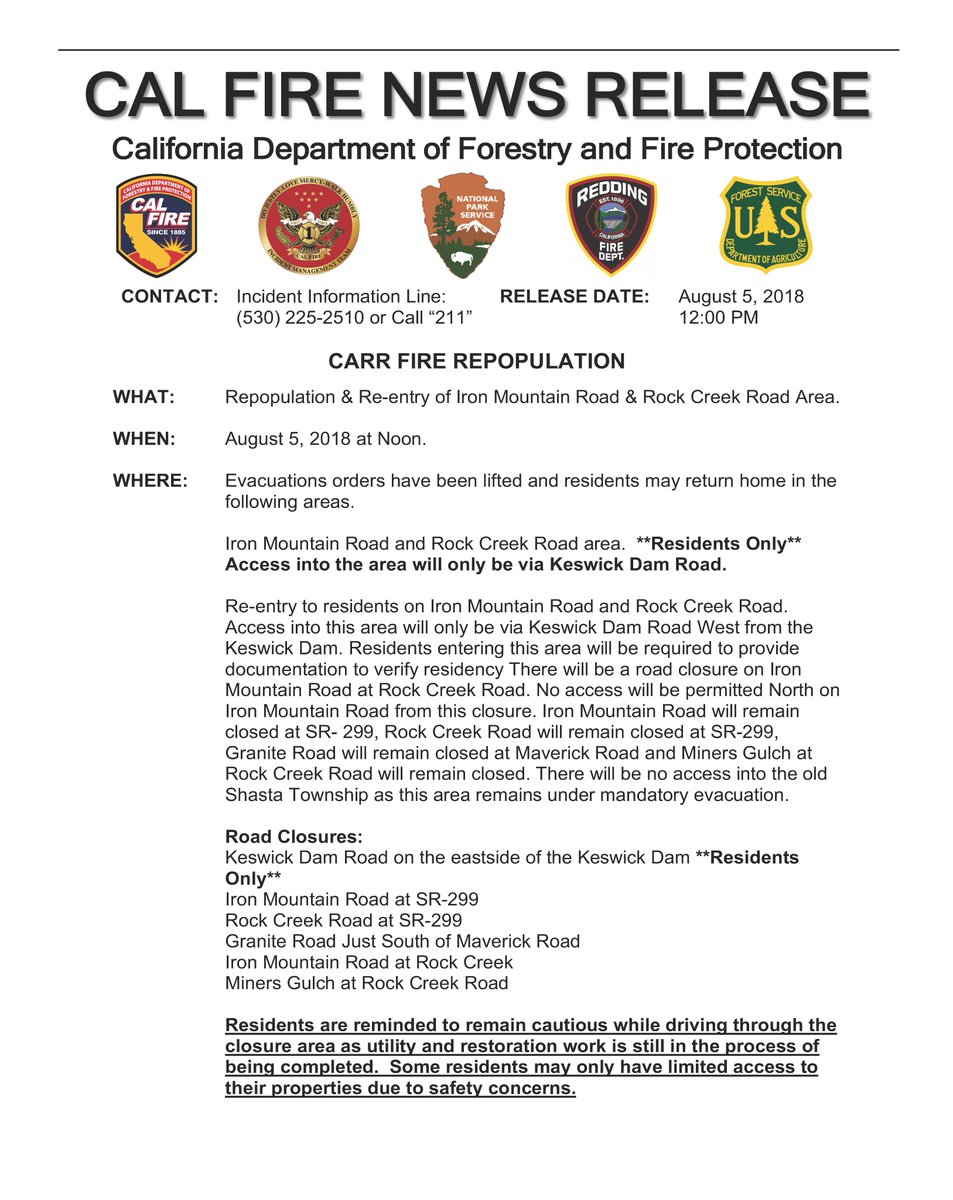 CAL FIRE NEWS RELEASE
California Department of Forestry and Fire Protection
CALIFORNIA DEPARTMENT OF
FORESTRY & FIRE PROTECTION
CAL
FIRE
SINCE 1885
DO JUSTLY-LOVE MERCY-WALK HUMBLY
1
CAL FIRE
INCIDENT MANAGEMENT TEAM
NATIONAL
PARK
SERVICE
REDDING
EST. 1886
CALIFORNIA
FIRE
DEPT.
FOREST SERVICE
U S
DEPARTMENT OF AGRICULTURE
CONTACT: Incident Information Line: RELEASE DATE: August 5, 2018
(530) 225-2510 or Call “211” 12:00 PM
CARR FIRE REPOPULATION
WHAT: Repopulation & Re-entry of Iron Mountain Road & Rock Creek Road Area.
WHEN: August 5, 2018 at Noon.
WHERE: Evacuations orders have been lifted and residents may return home in the
following areas.
Iron Mountain Road and Rock Creek Road area. **Residents Only**
Access into the area will only be via Keswick Dam Road.
Re-entry to residents on Iron Mountain Road and Rock Creek Road.
Access into this area will only be via Keswick Dam Road West from the
Keswick Dam. Residents entering this area will be required to provide
documentation to verify residency There will be a road closure on Iron
Mountain Road at Rock Creek Road. No access will be permitted North on
Iron Mountain Road from this closure. Iron Mountain Road will remain
closed at SR- 299, Rock Creek Road will remain closed at SR-299,
Granite Road will remain closed at Maverick Road and Miners Gulch at
Rock Creek Road will remain closed. There will be no access into the old
Shasta Township as this area remains under mandatory evacuation.
Road Closures:
Keswick Dam Road on the eastside of the Keswick Dam **Residents
Only**
Iron Mountain Road at SR-299
Rock Creek Road at SR-299
Granite Road Just South of Maverick Road
Iron Mountain Road at Rock Creek
Miners Gulch at Rock Creek Road
Residents are reminded to remain cautious while driving through the
closure area as utility and restoration work is still in the process of
being completed. Some residents may only have limited access to
their properties due to safety concerns.